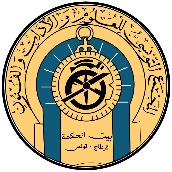 المجمع التونسي للعلوم والآداب والفنون
بيت الحكمة
قرطاج - تونس